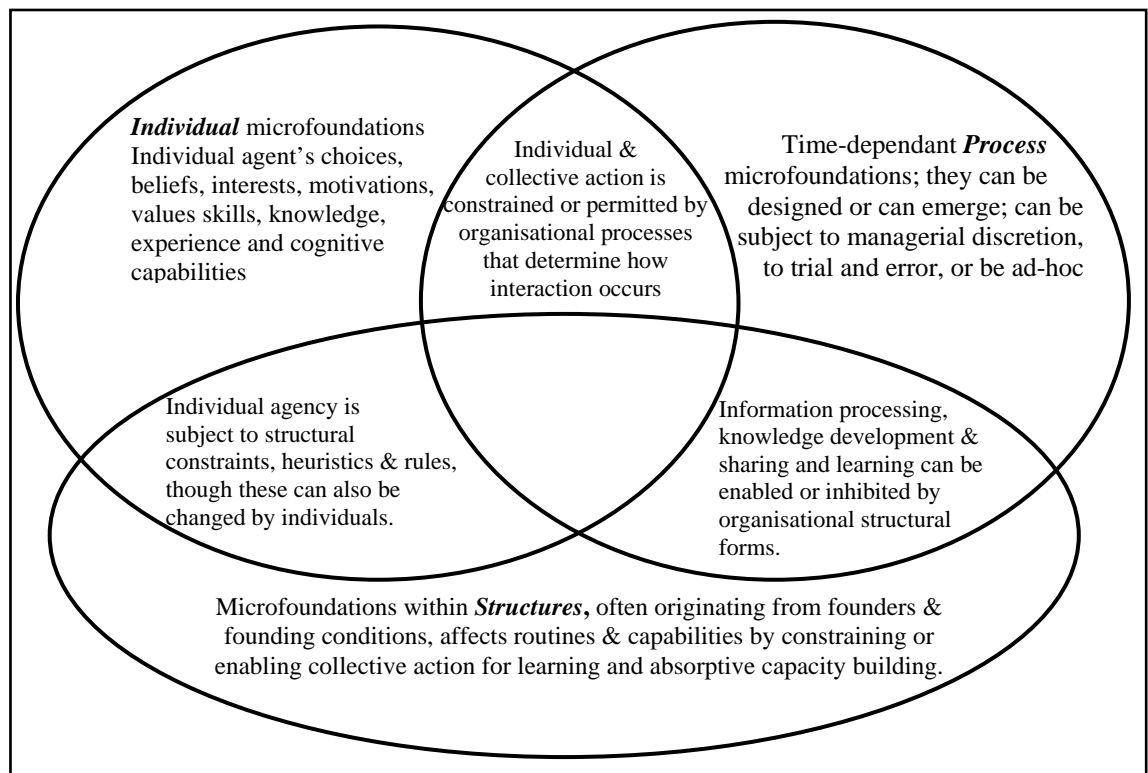 Individual microfoundations
Individual agent’s choices,
beliefs, interests, motivations,
values skills, knowledge,
experience and cognitive
capabilities
Individual &
collective action is
constrained or permitted by
organisational processes
that determine how
interaction occurs
Time-dependant Process
microfoundations; they can be
designed or can emerge; can be
subject to managerial discretion,
to trial and error, or be ad-hoc
Individual agency is
subject to structural
constraints, heuristics & rules,
though these can also be
changed by individuals.
Information processing,
knowledge development &
sharing and learning can be
enabled or inhibited by
organisational structural
forms.
Microfoundations within Structures, often originating from founders &
founding conditions, affects routines & capabilities by constraining or
enabling collective action for learning and absorptive capacity building.